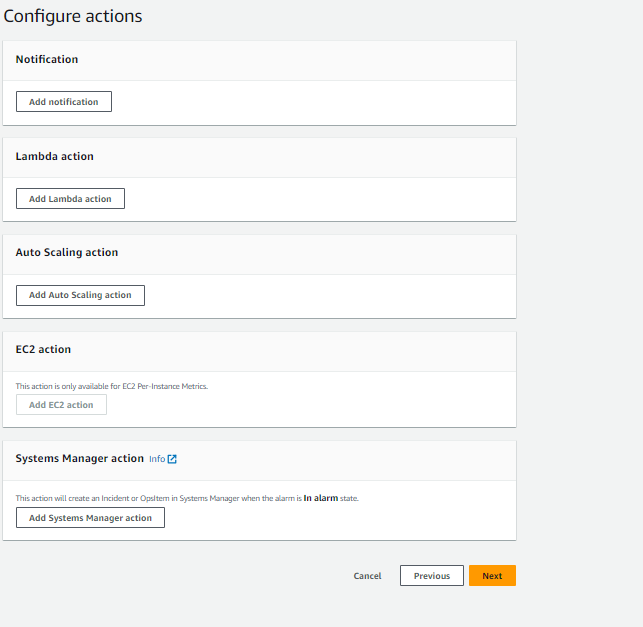 Configure actions
Notification
Add notification
Lambda action
Add Lambda action
Auto Scaling action
Add Auto Scaling action
EC2 action
This action is only available for EC2 Per-Instance Metrics.
Add EC2 action
Systems Manager action Info
This action will create an Incident or OpsItem in Systems Manager when the alarm is In alarm state.
Add Systems Manager action
Cancel Previous Next